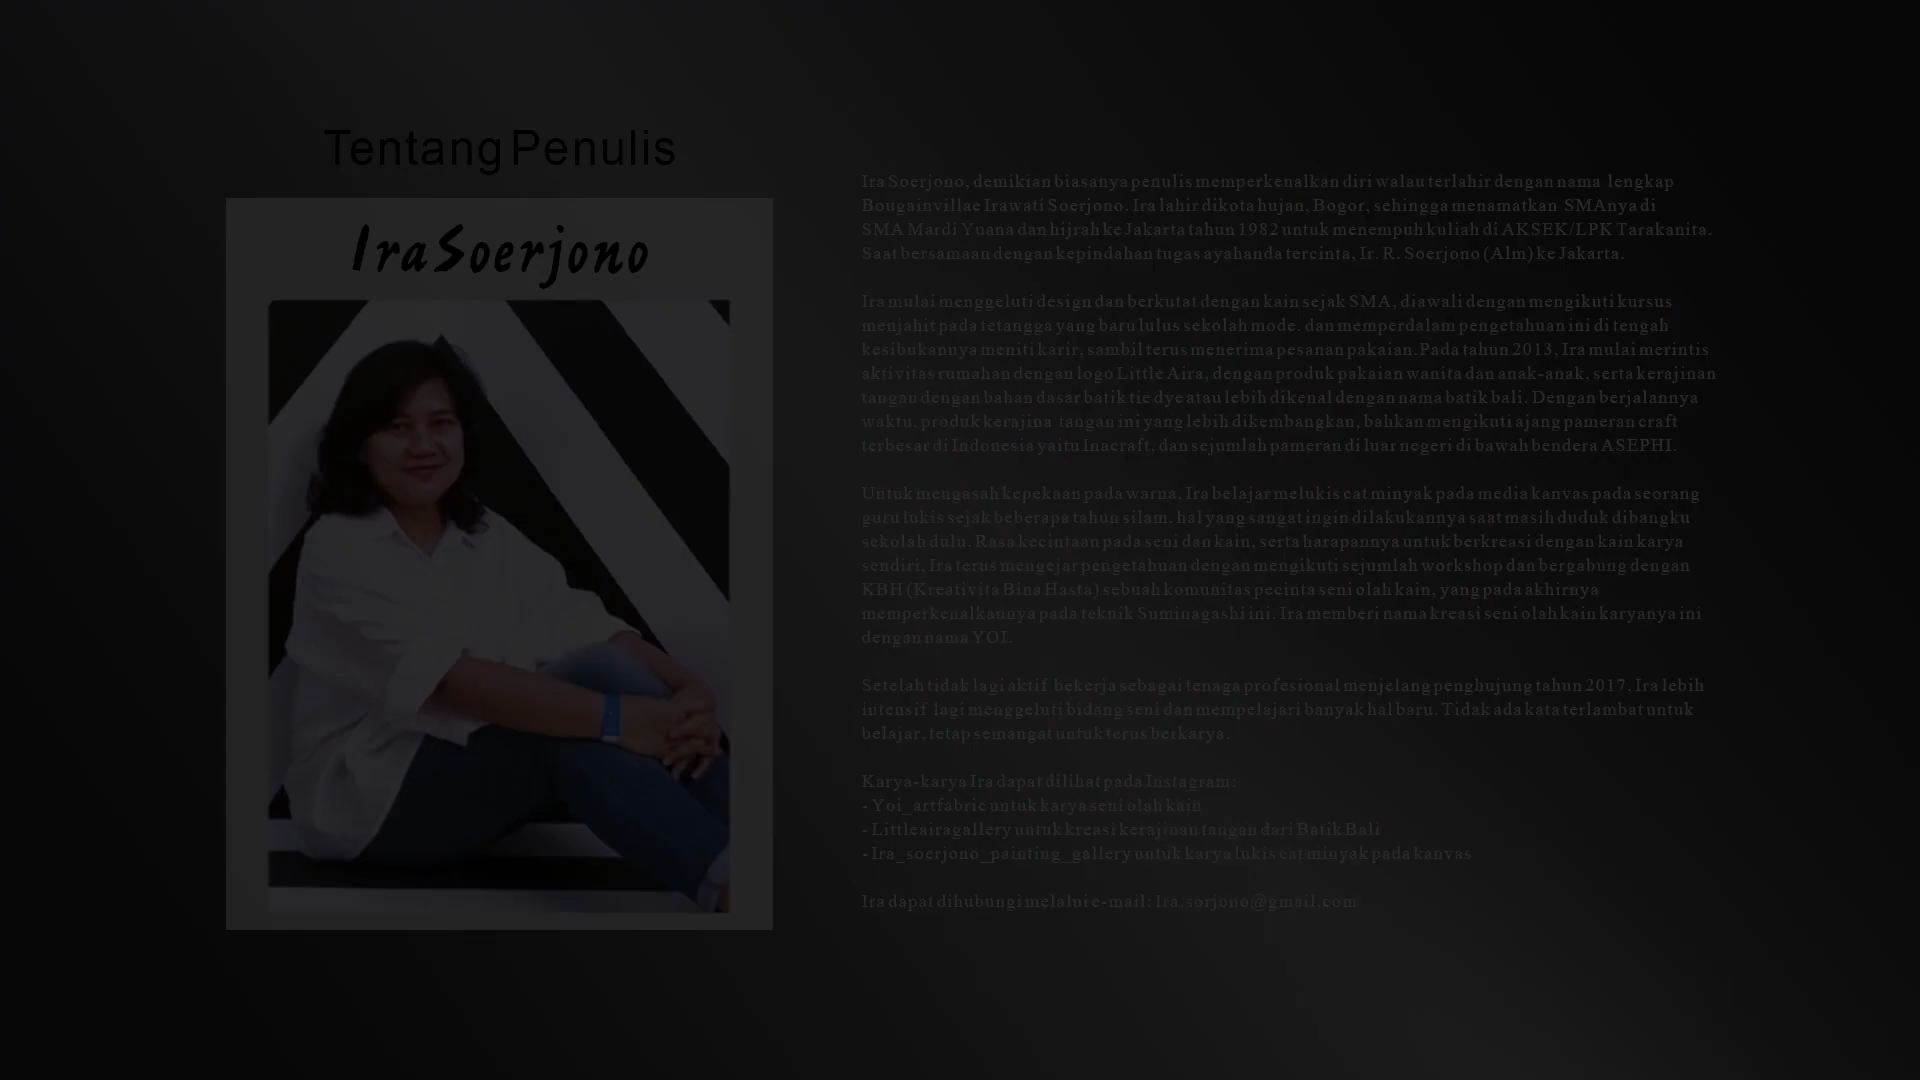 Tentang Penulis
Ira Soerjono
Ira Soerjono, demikian biasanya penulis memperkenalkan diri walau terlahir dengan nama lengkap
Bougainvillae Irawati Soerjono. Ira lahir dikota hujan, Bogor, sehingga menamatkan SMAnya di
SMA Mardi Yuana dan hijrah ke Jakarta tahun 1982 untuk menempuh kuliah di AKSEK/LPK Tarakanita.
Saat bersamaan dengan kepindahan tugas ayahanda tercinta, Ir. R. Soerjono (Alm) ke Jakarta.
Ira mulai menggeluti design dan berkutat dengan kain sejak SMA, diawali dengan mengikuti kursus
menjahit pada tetangga yang baru lulus sekolah mode, dan memperdalam pengetahuan ini di tengah
kesibukannya meniti karir, sambil terus menerima pesanan pakaian. Pada tahun 2013, Ira mulai merintis
aktivitas rumahan dengan logo Little Aira, dengan produk pakaian wanita dan anak-anak, serta kerajinan
tangan dengan bahan dasar batik tie dye atau lebih dikenal dengan nama batik bali. Dengan berjalannya
waktu, produk kerajina tangan ini yang lebih dikembangkan, bahkan mengikuti ajang pameran craft
terbesar di Indonesia yaitu Inacraft, dan sejumlah pameran di luar negeri di bawah bendera ASEPHI.
Untuk mengasah kepekaan pada warna, Ira belajar melukis cat minyak pada media kanvas pada seorang
guru lukis sejak beberapa tahun silam, hal yang sangat ingin dilakukannya saat masih duduk dibangku
sekolah dulu. Rasa kecintaan pada seni dan kain, serta harapannya untuk berkreasi dengan kain karya
sendiri, Ira terus mengejar pengetahuan dengan mengikuti sejumlah workshop dan bergabung dengan
KBH (Kreativita Bina Hasta) sebuah komunitas pecinta seni olah kain, yang pada akhirnya
memperkenalkannya pada teknik Suminagashi ini. Ira memberi nama kreasi seni olah kain karyanya ini
dengan nama YOI.
Setelah tidak lagi aktif bekerja sebagai tenaga profesional menjelang penghujung tahun 2017, Ira lebih
intensif lagi menggeluti bidang seni dan mempelajari banyak hal baru. Tidak ada kata terlambat untuk
belajar, tetap semangat untuk terus berkarya.
Karya-karya Ira dapat dilihat pada Instagram:
- Yoi_artfabric untuk karya seni olah kain
- Littleairagallery untuk kreasi kerajinan tangan dari Batik Bali
- Ira_soerjono_painting_gallery untuk karya lukis cat minyak pada kanvas
Ira dapat dihubungi melalui e-mail: Ira.sorjono@gmail.com